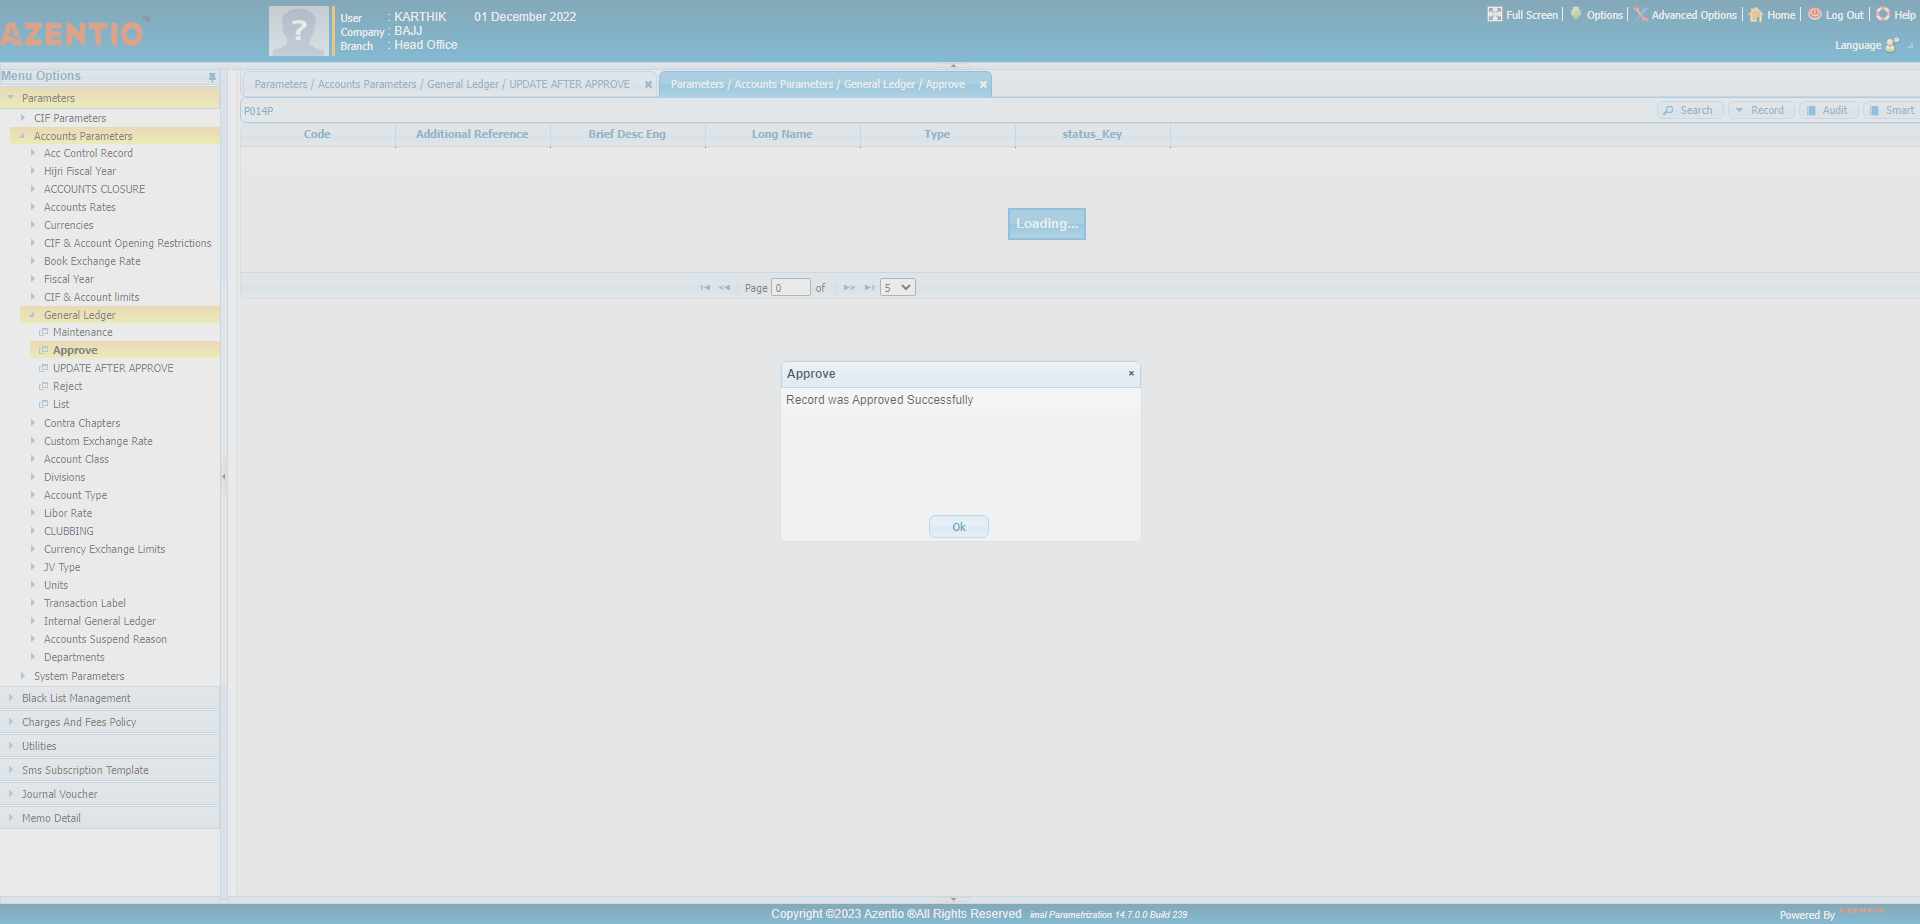 AZENTIO™
User : KARTHIK 01 December 2022
Company : BAJJ
Branch : Head Office
Full Screen Options Advanced Options Home Log Out Help
Language
Menu Options
Parameters
CIF Parameters
Accounts Parameters
Acc Control Record
Hijri Fiscal Year
ACCOUNTS CLOSURE
Accounts Rates
Currencies
CIF & Account Opening Restrictions
Book Exchange Rate
Fiscal Year
CIF & Account limits
General Ledger
Maintenance
Approve
UPDATE AFTER APPROVE
Reject
List
Contra Chapters
Custom Exchange Rate
Account Class
Divisions
Account Type
Libor Rate
CLUBBING
Currency Exchange Limits
JV Type
Units
Transaction Label
Internal General Ledger
Accounts Suspend Reason
Departments
System Parameters
Black List Management
Charges And Fees Policy
Utilities
Sms Subscription Template
Journal Voucher
Memo Detail
Parameters / Accounts Parameters / General Ledger / UPDATE AFTER APPROVE
Parameters / Accounts Parameters / General Ledger / Approve
P014P
Search Record Audit Smart
Code Additional Reference Brief Desc Eng Long Name Type status_Key
Loading...
Page 0 of 5
Approve
Record was Approved Successfully
Ok
Copyright ©2023 Azentio ®All Rights Reserved imal Parametrization 14.7.0.0 Build 239
Powered By AZENTIO